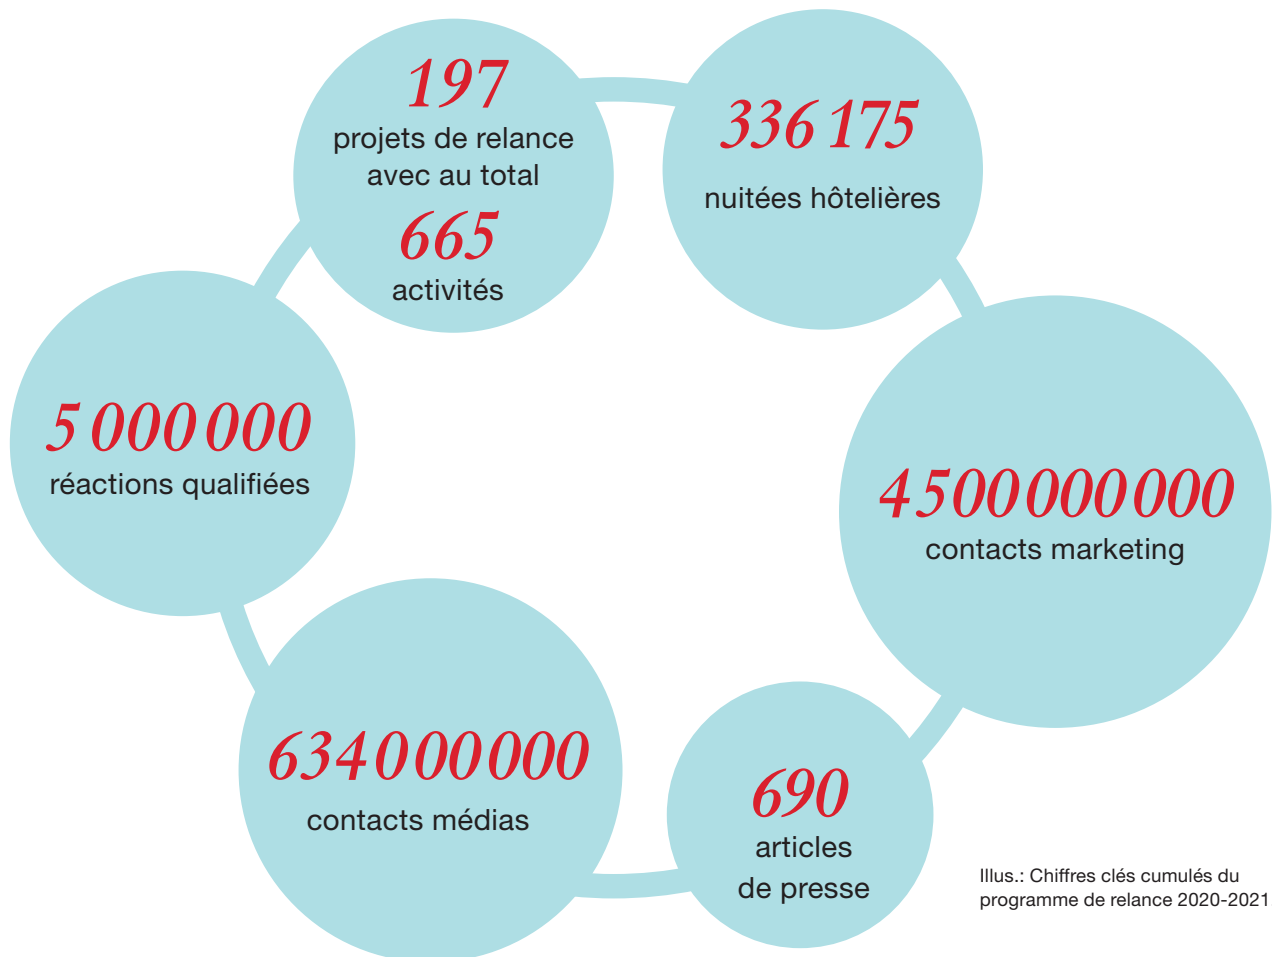 197
projets de relance
avec au total
665
activités
336 175
nuitées hôtelières
5 000 000
réactions qualifiées
4 500 000 000
contacts marketing
634 000 000
contacts médias
690
articles
de presse
Illus.: Chiffres clés cumulés du
programme de relance 2020-2021